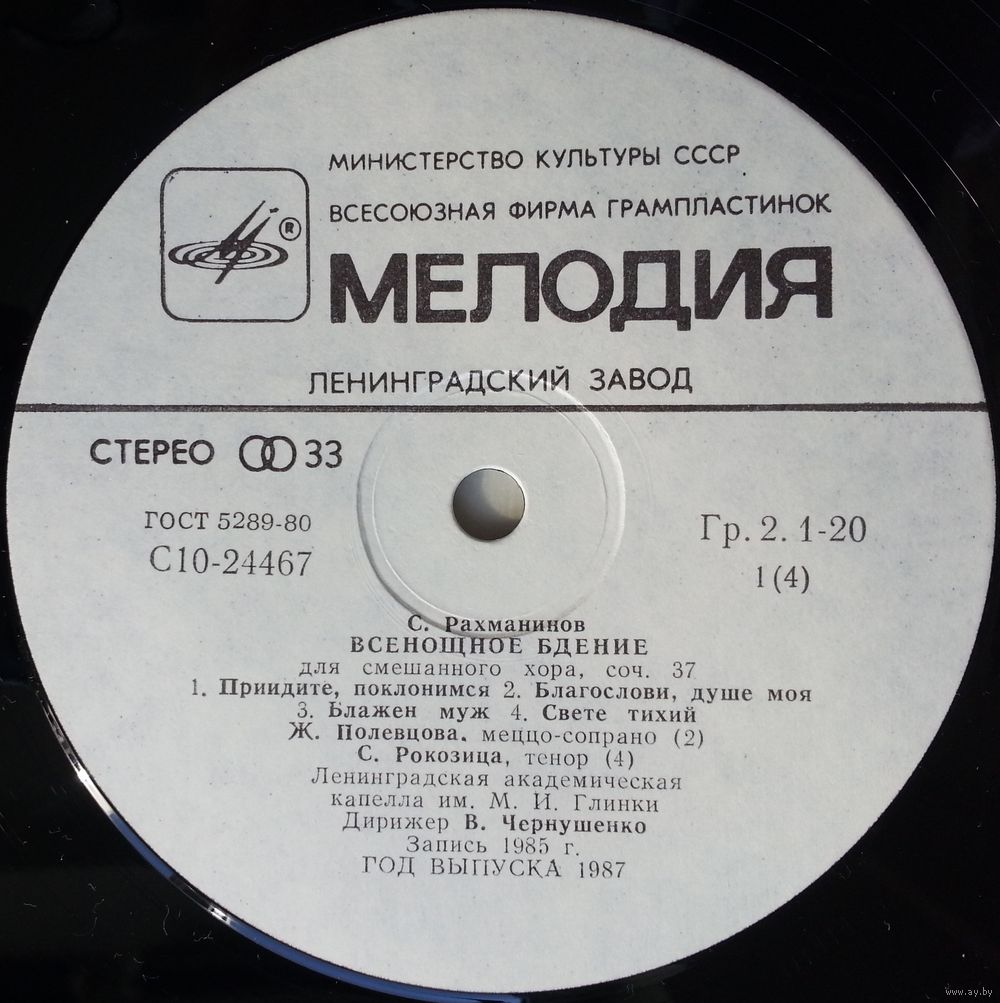 МИНИСТЕРСТВО КУЛЬТУРЫ СССР
ВСЕСОЮЗНАЯ ФИРМА ГРАМПЛАСТИНОК
®
МЕЛОДИЯ
ЛЕНИНГРАДСКИЙ ЗАВОД
СТЕРЕО 33
ГОСТ 5289-80
С10-24467
Гр. 2. 1-20
1 (4)
С. Рахманинов
ВСЕНОЩНОЕ БДЕНИЕ
для смешанного хора, соч. 37
1. Приидите, поклонимся 2. Благослови, душе моя
3. Блажен муж 4. Свете тихий
Ж. Полевцова, меццо-сопрано (2)
С. Рокозица, тенор (4)
Ленинградская академическая
капелла им. М. И. Глинки
Дирижер В. Чернушенко
Запись 1985 г.
ГОД ВЫПУСКА 1987
www.ay.by